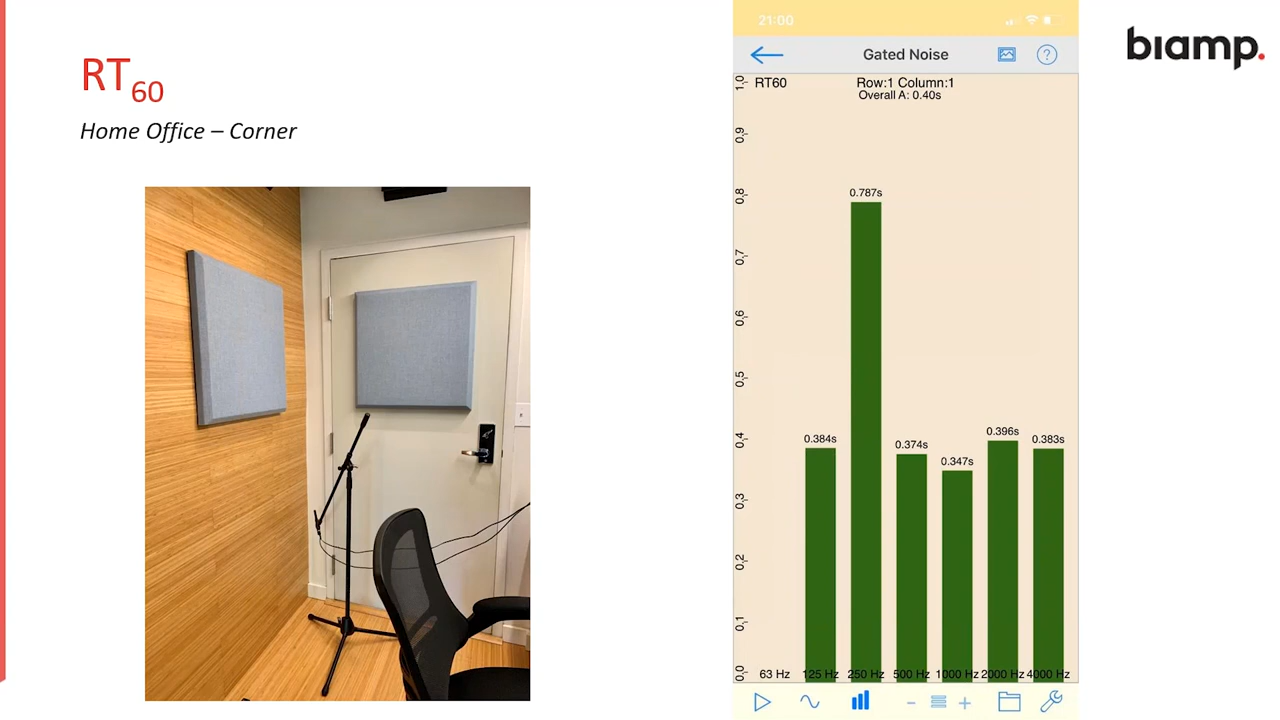 RT60
Home Office – Corner
21:00
Gated Noise
?
biamp.
RT60
Row:1 Column:1
Overall A: 0.40s
1.0
0.9
0.8
0.7
0.6
0.5
0.4
0.3
0.2
0.1
0.0
0.384s
0.787s
0.374s
0.347s
0.396s
0.383s
63 Hz 125 Hz 250 Hz 500 Hz 1000 Hz 2000 Hz 4000 Hz